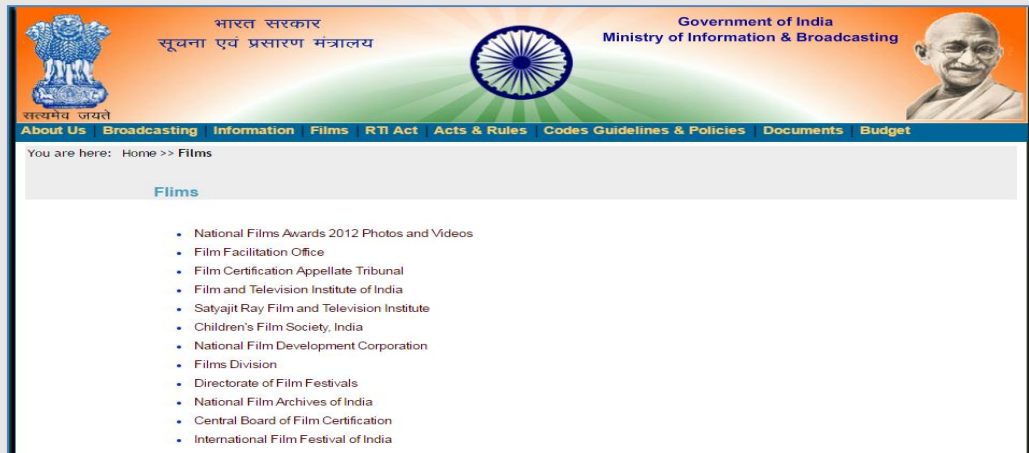 भारत सरकार
सूचना एवं प्रसारण मंत्रालय
Government of India
Ministry of Information & Broadcasting
सत्यमेव जयते
About Us | Broadcasting | Information | Films | RTI Act | Acts & Rules | Codes Guidelines & Policies | Documents | Budget
You are here: Home >> Films
Flims
• National Films Awards 2012 Photos and Videos
• Film Facilitation Office
• Film Certification Appellate Tribunal
• Film and Television Institute of India
• Satyajit Ray Film and Television Institute
• Children's Film Society, India
• National Film Development Corporation
• Films Division
• Directorate of Film Festivals
• National Film Archives of India
• Central Board of Film Certification
• International Film Festival of India